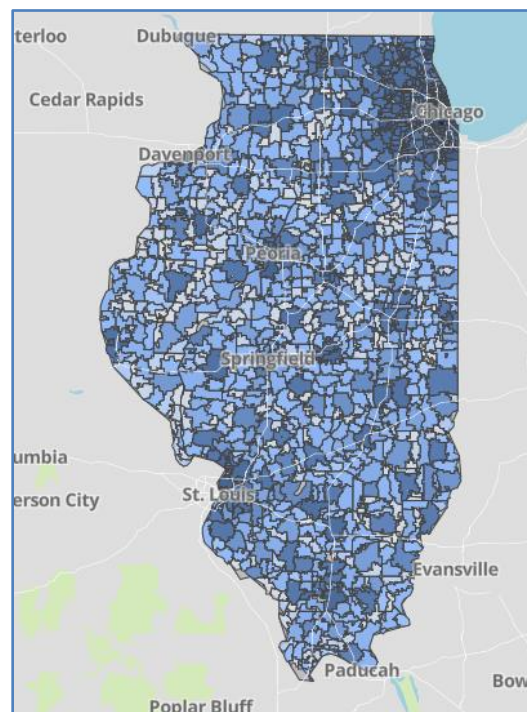 terloo
Dubuque
Cedar Rapids
Chicago
Davenport
Peoria
Springfield
umbia
St. Louis
erson City
Evansville
Paducah
Bow
Poplar Bluff